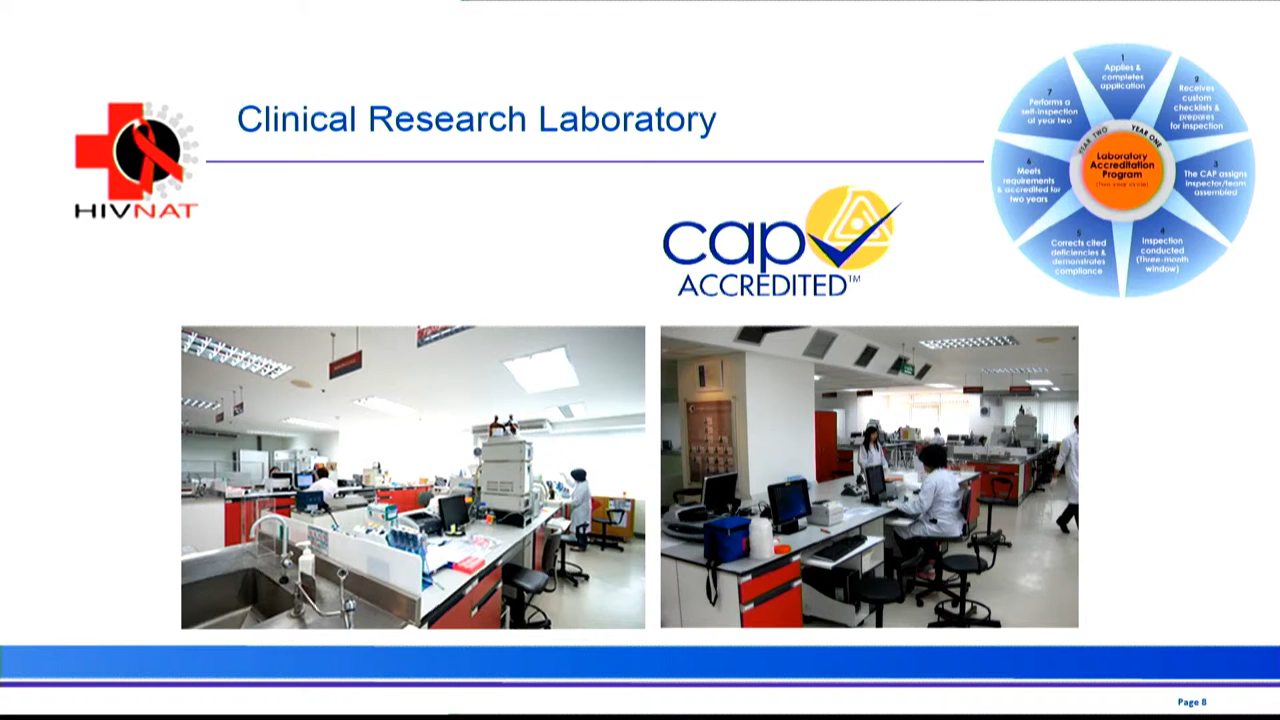 Clinical Research Laboratory
HIVNAT
cap
ACCREDITED™
1
Applies &
completes
application
2
Receives
custom
checklists &
prepares
for inspection
3
The CAP assigns
inspector/team
assembled
4
Inspection
conducted
(Three-month
window)
5
Corrects cited
deficiencies &
demonstrates
compliance
6
Meets
requirements
& accredited for
two years
7
Performs a
self-inspection
at year two
YEAR TWO
YEAR ONE
Laboratory
Accreditation
Program
Page 8